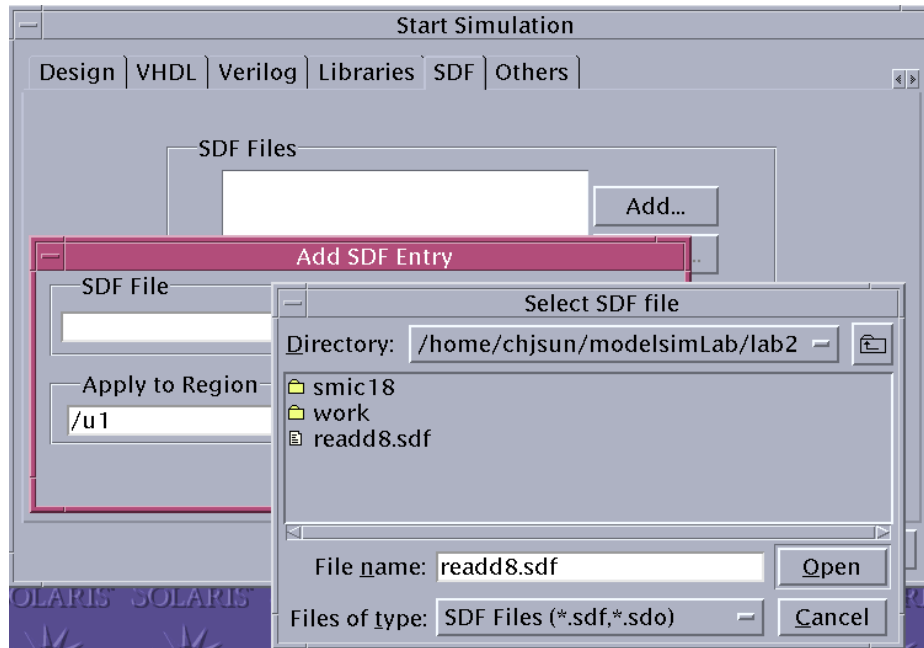 Start Simulation
Design VHDL Verilog Libraries SDF Others
SDF Files
Add...
Add SDF Entry
..
SDF File
Select SDF file
Directory: /home/chjsun/modelsimLab/lab2
Apply to Region
/u1
smic18
work
readd8.sdf
File name: readd8.sdf
Open
Files of type: SDF Files (*.sdf,*.sdo)
Cancel
OLARIS SOLARIS